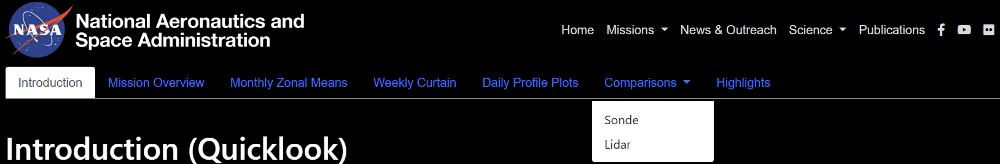 NASA
National Aeronautics and
Space Administration
Home Missions News & Outreach Science Publications
Introduction Mission Overview Monthly Zonal Means Weekly Curtain Daily Profile Plots Comparisons Highlights
Sonde
Lidar
Introduction (Quicklook)